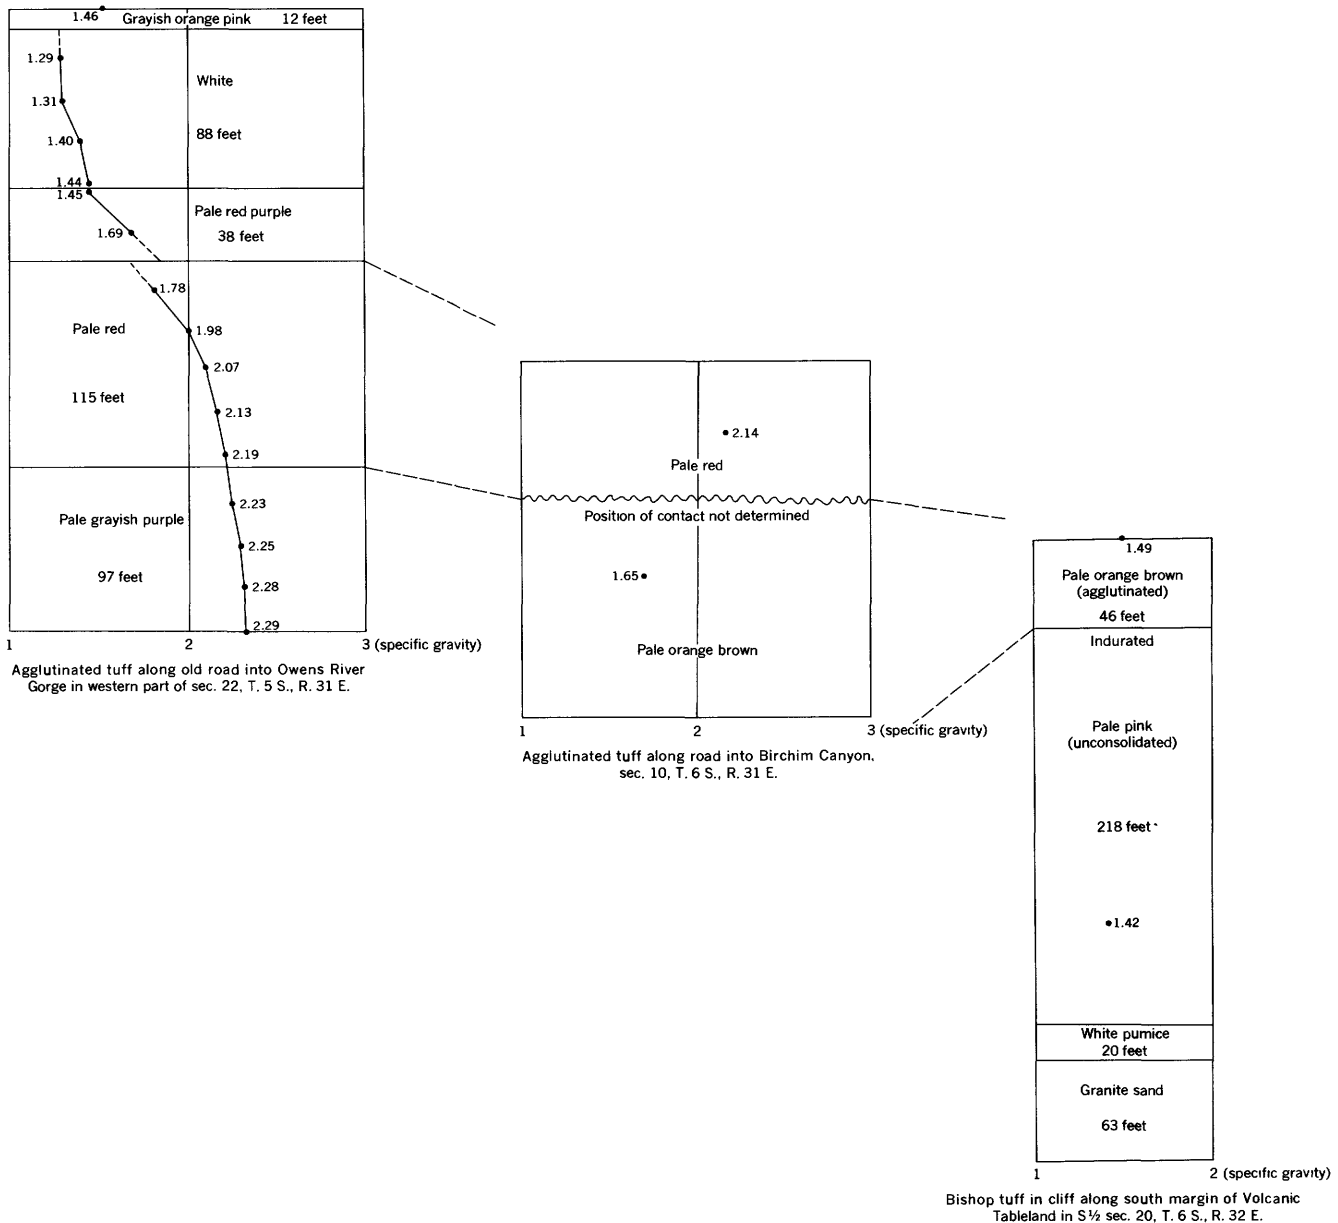 1.46
Grayish orange pink 12 feet
1.29
White
1.31
88 feet
1.40
1.44
1.45
Pale red purple
38 feet
1.69
1.78
Pale red
1.98
2.07
115 feet
2.13
2.19
2.23
Pale grayish purple
2.25
97 feet
2.28
2.29
1 2 3 (specific gravity)
Agglutinated tuff along old road into Owens River
Gorge in western part of sec. 22, T. 5 S., R. 31 E.
2.14
Pale red
Position of contact not determined
1.65
Pale orange brown
1 2 3 (specific gravity)
Agglutinated tuff along road into Birchim Canyon,
sec. 10, T. 6 S., R. 31 E.
1.49
Pale orange brown
(agglutinated)
46 feet
Indurated
Pale pink
(unconsolidated)
218 feet
1.42
White pumice
20 feet
Granite sand
63 feet
1 2 (specific gravity)
Bishop tuff in cliff along south margin of Volcanic
Tableland in S½ sec. 20, T. 6 S., R. 32 E.